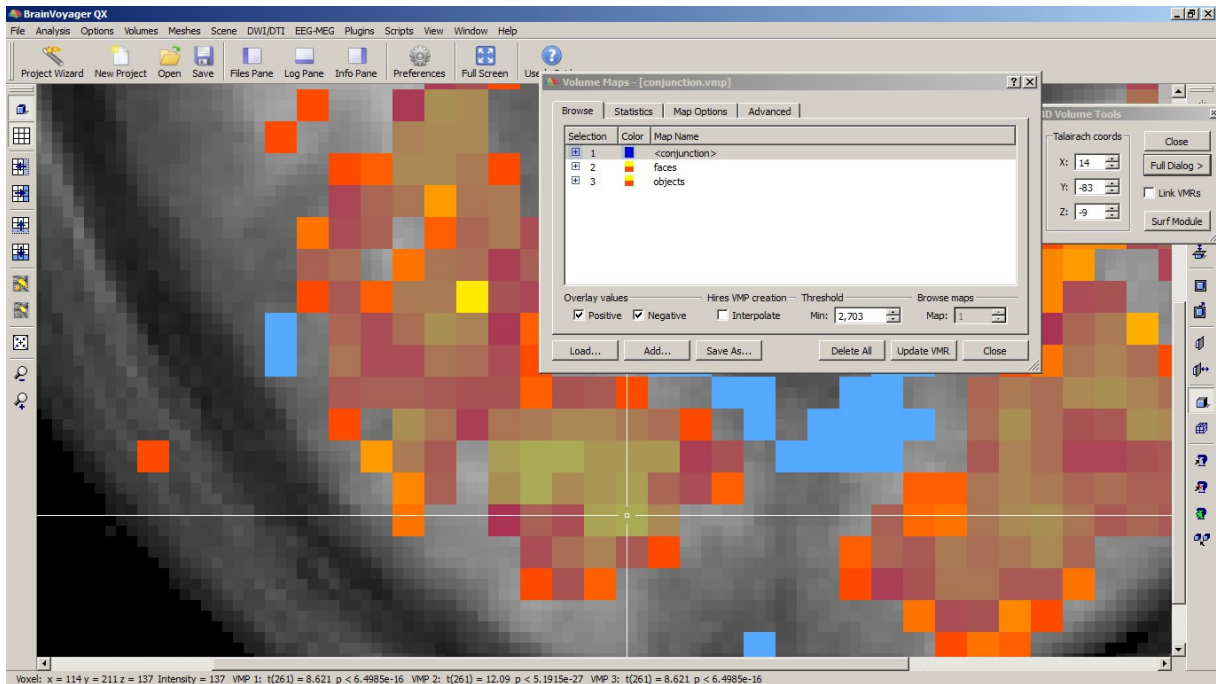 BrainVoyager QX
File Analysis Options Volumes Meshes Scene DWI/DTI EEG-MEG Plugins Scripts View Window Help
Project Wizard New Project Open Save Files Pane Log Pane Info Pane Preferences Full Screen
Volume Maps - [conjunction.vmp]
Browse Statistics Map Options Advanced
3D Volume Tools
Selection Color Map Name
Talairach coords Close
1 <conjunction>
X: 14 Full Dialog >
2 faces
3 objects
Y: -83 Link VMRs
Z: -9 Surf Module
Overlay values Hires VMP creation Threshold Browse maps
Positive Negative Interpolate Min: 2,703 Map: 1
Load... Add... Save As... Delete All Update VMR Close
Voxel: x = 114 y = 211 z = 137 Intensity = 137 VMP 1: t(261) = 8.621 p < 6.4985e-16 VMP 2: t(261) = 12.09 p < 5.1915e-27 VMP 3: t(261) = 8.621 p < 6.4985e-16